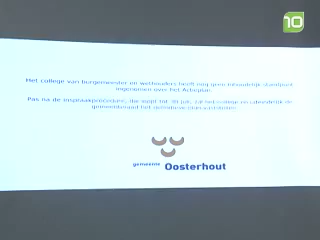 10
Het college van burgemeester en wethouders heeft nog geen inhoudelijk standpunt
ingenomen over het Actieplan.
Pas na de inspraakprocedure, die loopt tot 30 juli, zal het college en uiteindelijk de
gemeenteraad het definitieve plan vaststellen.
gemeente Oosterhout